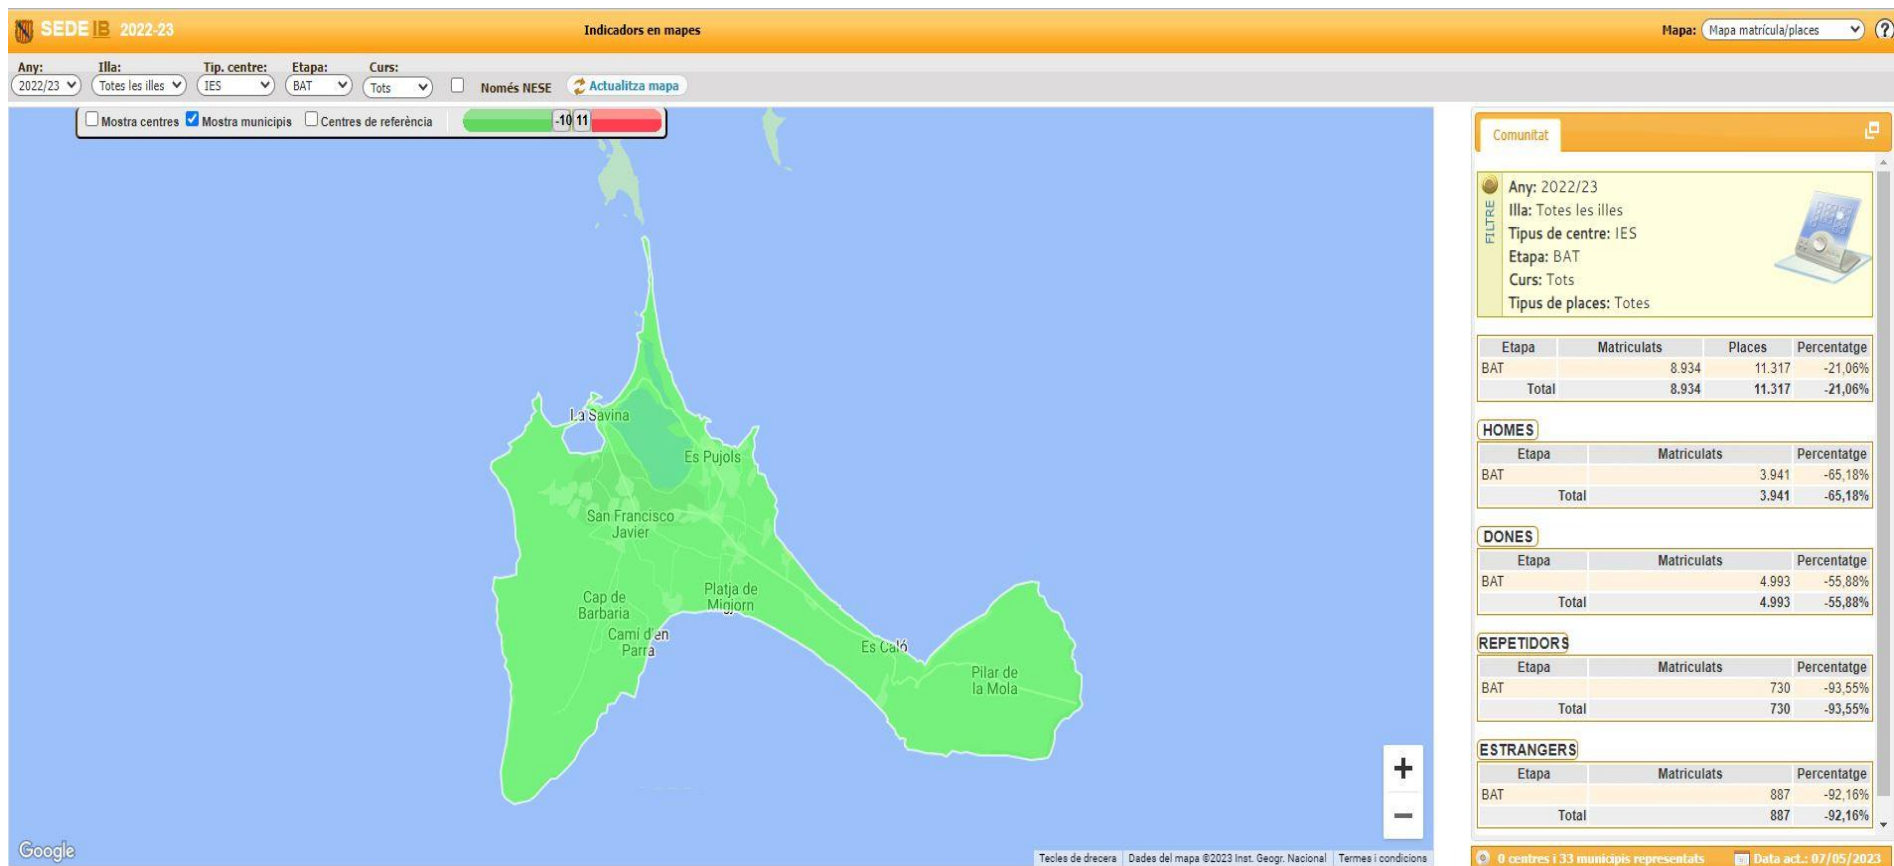 SEDEIB 2022-23 Indicadors en mapes Mapa: Mapa matrícula/places ?
Any: Illa: Tip. centre: Etapa: Curs:
2022/23 Totes les illes IES BAT Tots Només NESE Actualitza mapa
Mostra centres Mostra municipis Centres de referència -10 11
La Savina
Es Pujols
San Francisco
Javier
Platja de
Migjorn
Cap de
Barbaria
Camí d'en
Parra
Es Caló
Pilar de
la Mola
+
−
Google
Tecles de drecera Dades del mapa ©2023 Inst. Geogr. Nacional Termes i condicions
Comunitat
FILTRE
Any: 2022/23
Illa: Totes les illes
Tipus de centre: IES
Etapa: BAT
Curs: Tots
Tipus de places: Totes
Etapa Matriculats Places Percentatge
BAT 8.934 11.317 -21,06%
Total 8.934 11.317 -21,06%
HOMES
Etapa Matriculats Percentatge
BAT 3.941 -65,18%
Total 3.941 -65,18%
DONES
Etapa Matriculats Percentatge
BAT 4.993 -55,88%
Total 4.993 -55,88%
REPETIDORS
Etapa Matriculats Percentatge
BAT 730 -93,55%
Total 730 -93,55%
ESTRANGERS
Etapa Matriculats Percentatge
BAT 887 -92,16%
Total 887 -92,16%
0 centres i 33 municipis representats Data act.: 07/05/2023